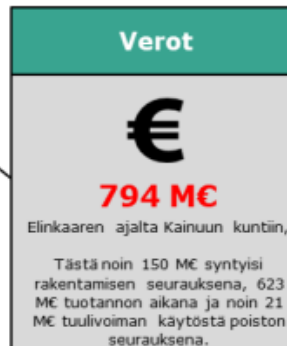 Verot
€
794 M€
Elinkaaren ajalta Kainuun kuntiin,
Tästä noin 150 M€ syntyisi
rakentamisen seurauksena, 623
M€ tuotannon aikana ja noin 21
M€ tuulivoiman käytöstä poiston
seurauksena.